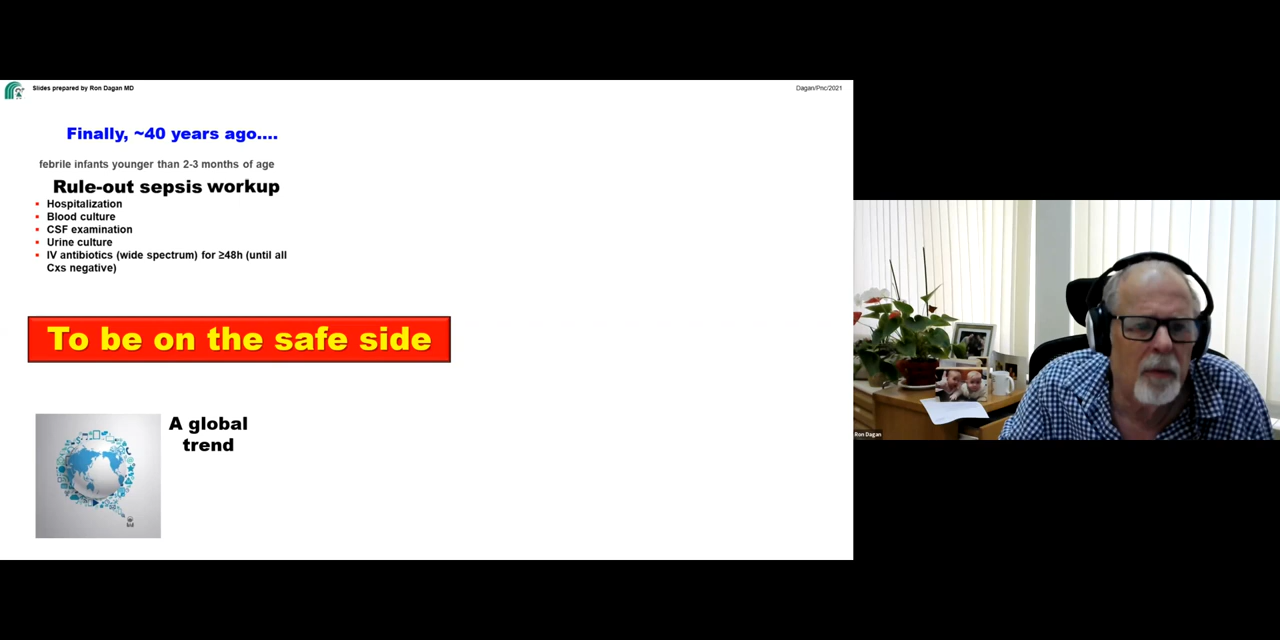 Slides prepared by Ron Dagan MD
Dagan/Pnc/2021
Finally, ~40 years ago....
febrile infants younger than 2-3 months of age
Rule-out sepsis workup
▪ Hospitalization
▪ Blood culture
▪ CSF examination
▪ Urine culture
▪ IV antibiotics (wide spectrum) for ≥48h (until all
Cxs negative)
To be on the safe side
A global
trend
Ron Dagan